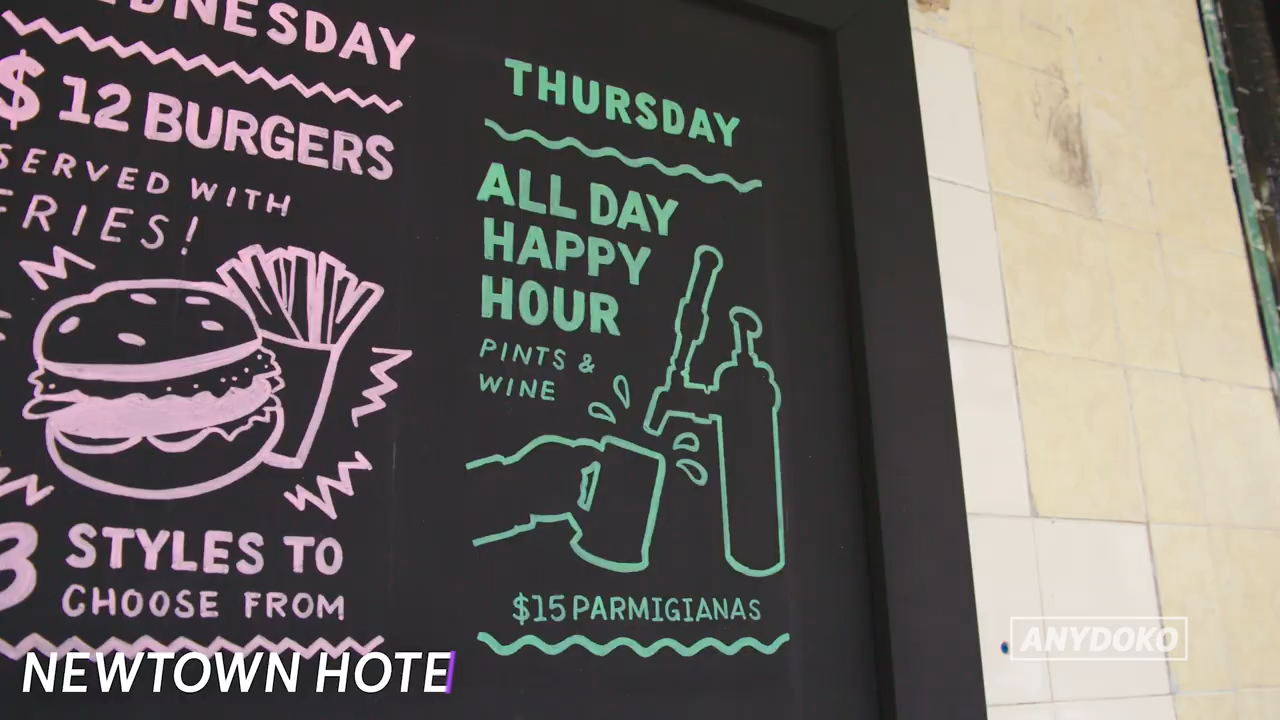 WEDNESDAY
$12 BURGERS
SERVED WITH
FRIES!
3 STYLES TO
CHOOSE FROM
THURSDAY
ALL DAY
HAPPY
HOUR
PINTS &
WINE
$15 PARMIGIANAS
NEWTOWN HOTE
ANYDOKO